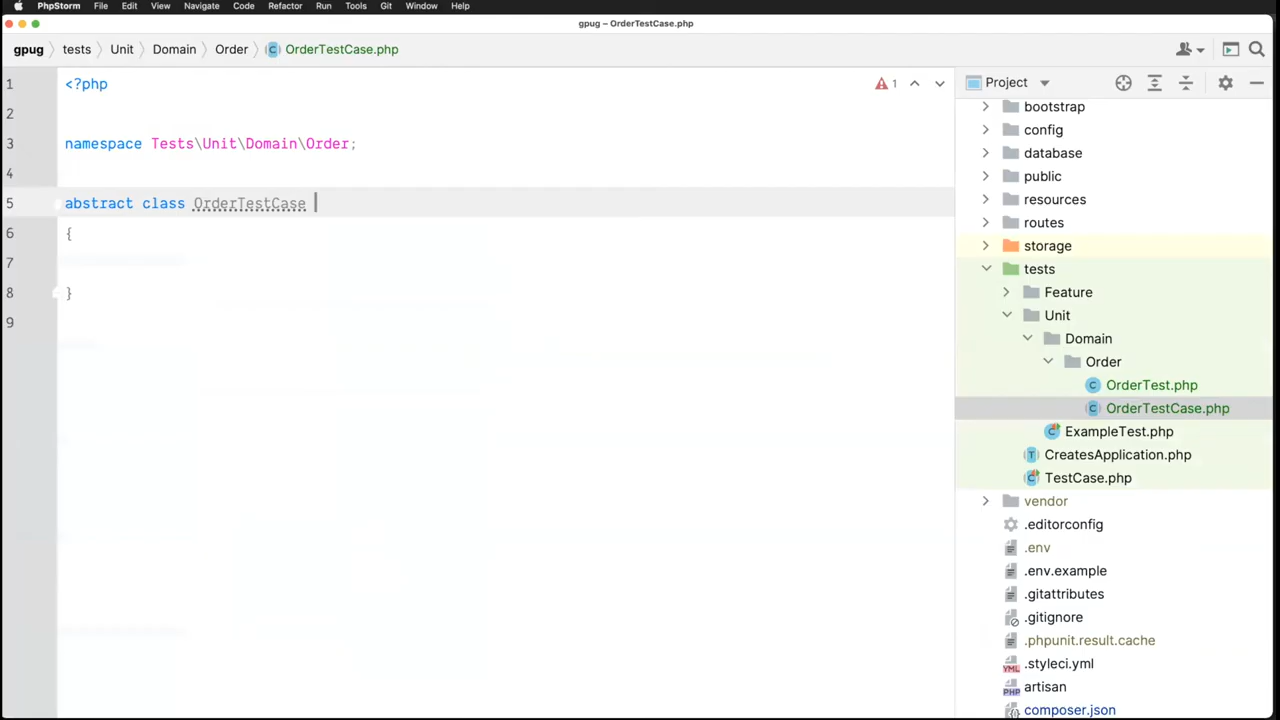 PhpStorm File Edit View Navigate Code Refactor Run Tools Git Window Help
gpug – OrderTestCase.php
gpug tests Unit Domain Order OrderTestCase.php
1 <?php
2
3 namespace Tests\Unit\Domain\Order;
4
5 abstract class OrderTestCase
6 {
7
8 }
9
1
Project
bootstrap
config
database
public
resources
routes
storage
tests
Feature
Unit
Domain
Order
OrderTest.php
OrderTestCase.php
ExampleTest.php
CreatesApplication.php
TestCase.php
vendor
.editorconfig
.env
.env.example
.gitattributes
.gitignore
.phpunit.result.cache
.styleci.yml
artisan
composer.json